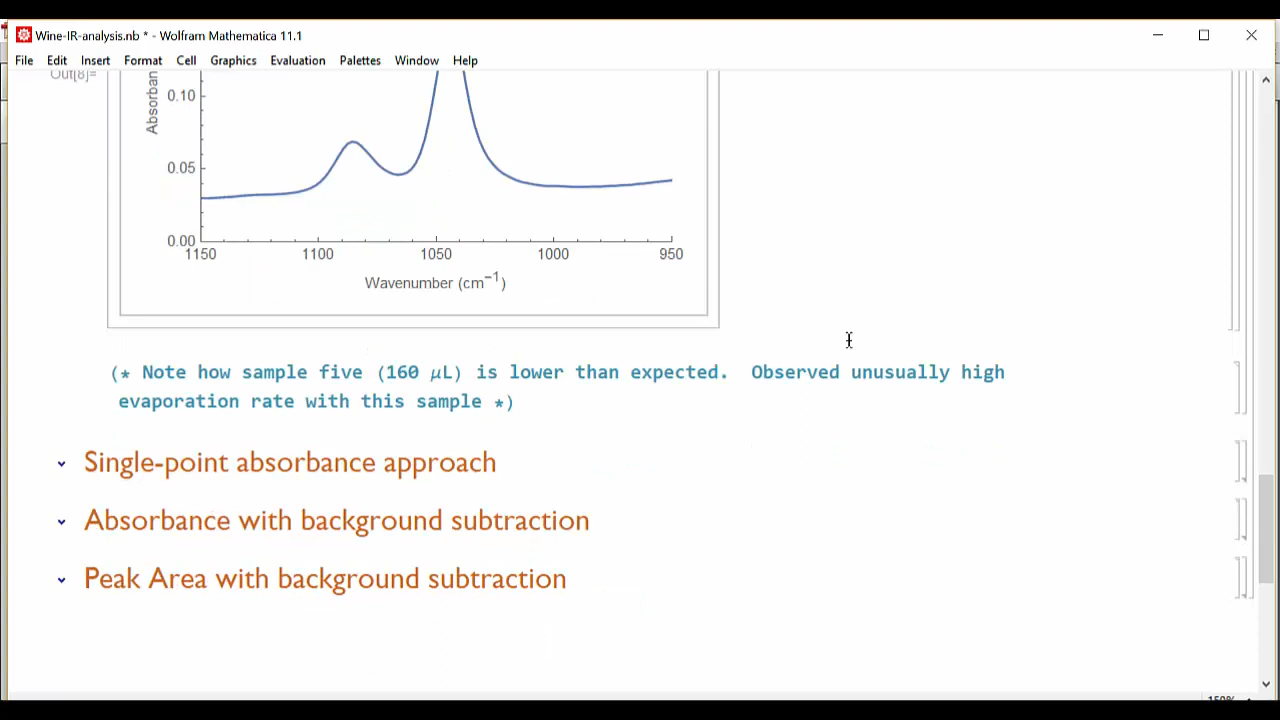 Wine-IR-analysis.nb * - Wolfram Mathematica 11.1
File Edit Insert Format Cell Graphics Evaluation Palettes Window Help
Out[8]=
0.10
0.05
0.00
1150 1100 1050 1000 950
Wavenumber (cm⁻¹)
(* Note how sample five (160 μL) is lower than expected. Observed unusually high
evaporation rate with this sample *)
Single-point absorbance approach
Absorbance with background subtraction
Peak Area with background subtraction